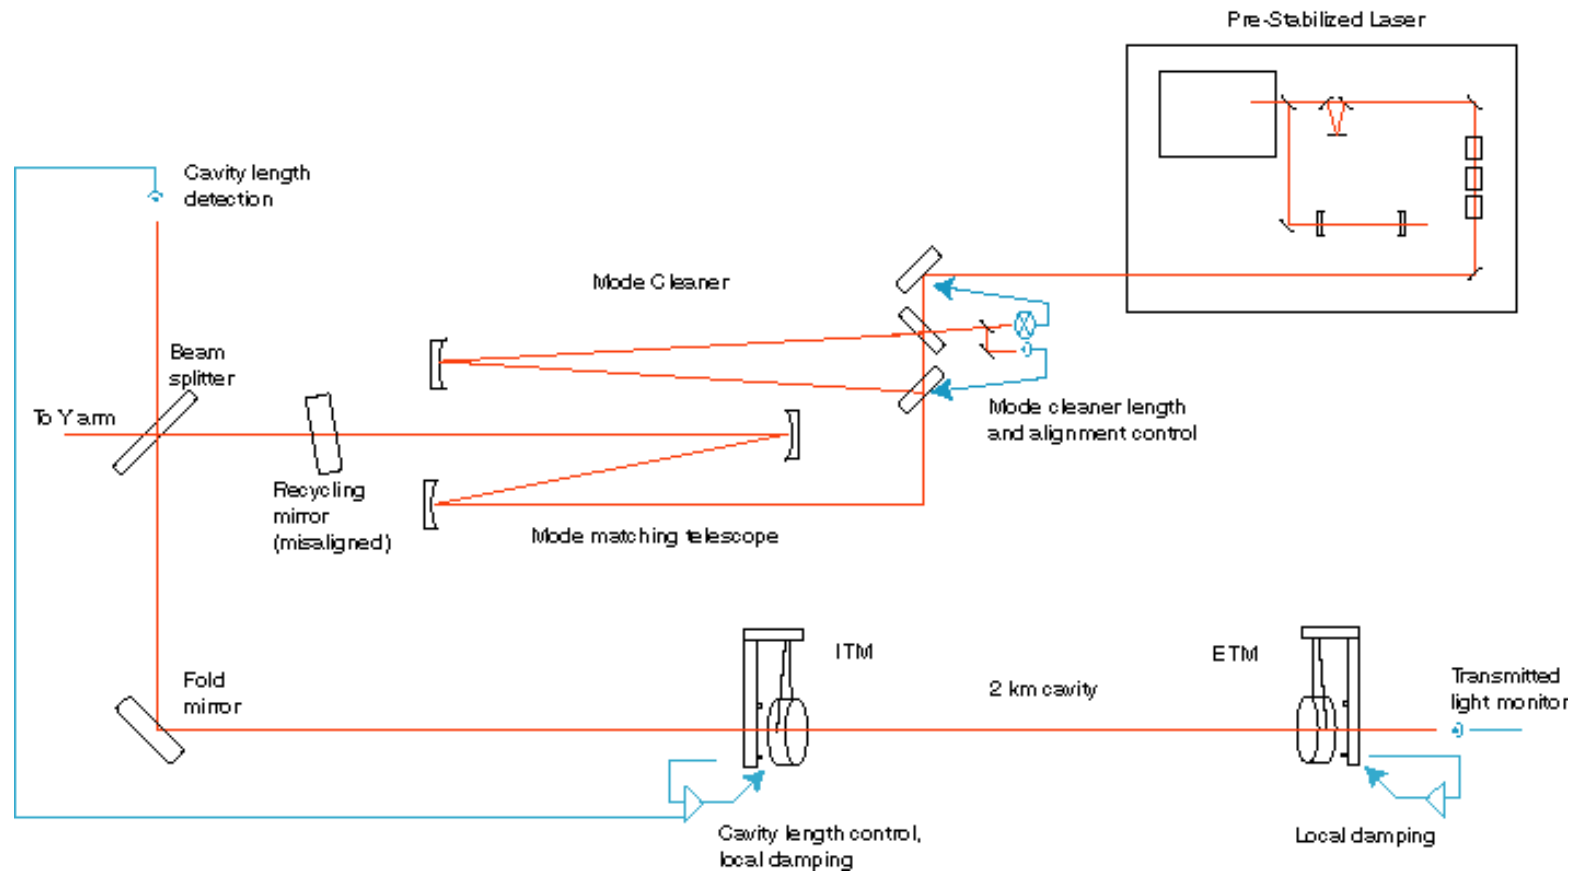 Pre-Stabilized Laser
Cavity length
detection
Mode Cleaner
Beam
splitter
To Y arm
Mode cleaner length
and alignment control
Recycling
mirror
(misaligned)
Mode matching telescope
ITM
ETM
Fold
mirror
2 km cavity
Transmitted
light monitor
Cavity length control,
local damping
Local damping